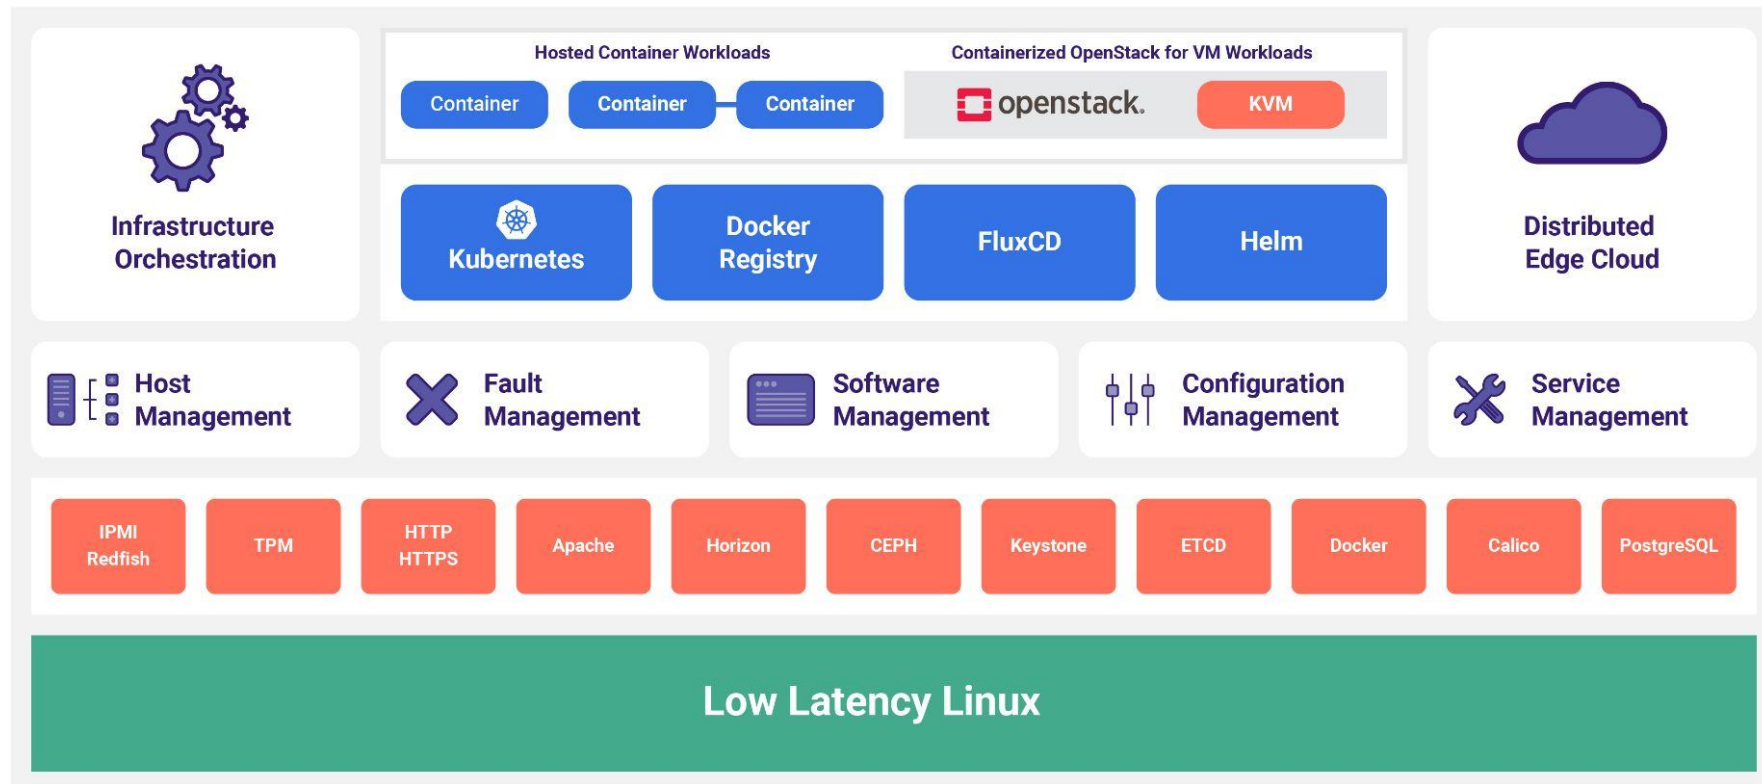 Hosted Container Workloads
Containerized OpenStack for VM Workloads
Container
Container
Container
openstack.
KVM
Infrastructure
Orchestration
Kubernetes
Docker
Registry
FluxCD
Helm
Distributed
Edge Cloud
Host
Management
Fault
Management
Software
Management
Configuration
Management
Service
Management
IPMI
Redfish
TPM
HTTP
HTTPS
Apache
Horizon
CEPH
Keystone
ETCD
Docker
Calico
PostgreSQL
Low Latency Linux